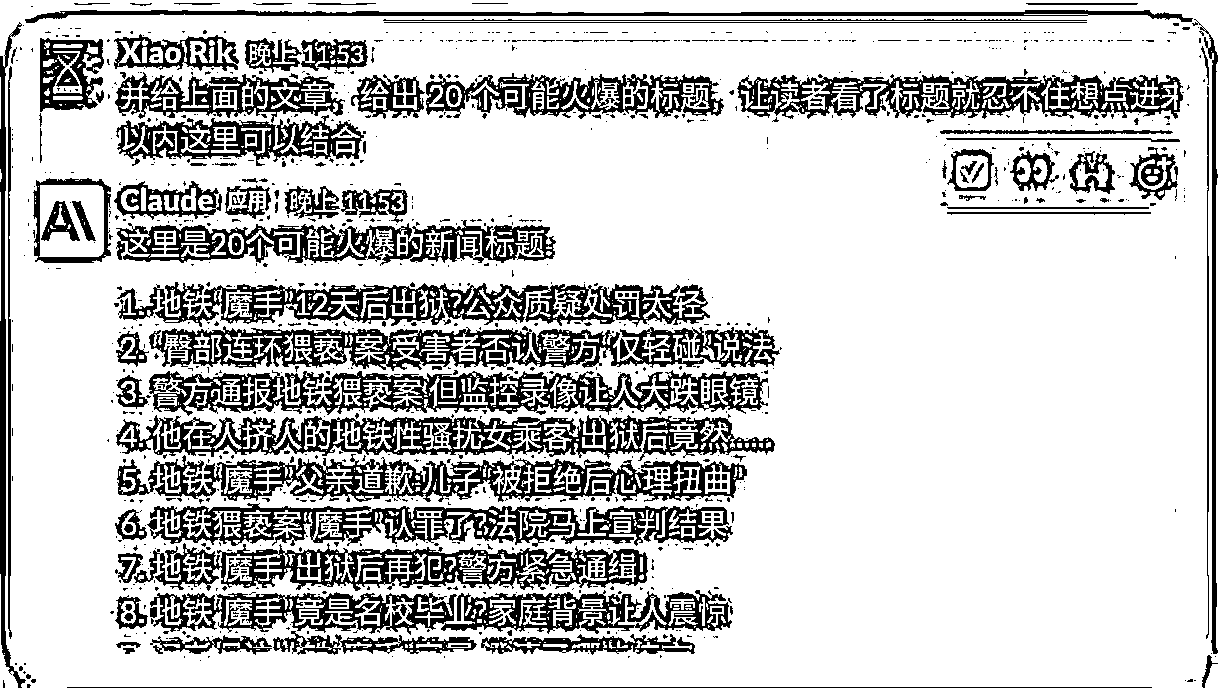 Xiao Rik 晚上 11:53
并给上面的文章，给出 20 个可能火爆的标题，让读者看了标题就忍不住想点进来
以内这里可以结合
Claude 应用 晚上 11:53
这里是20个可能火爆的新闻标题:
1. 地铁"魔手"12天后出狱?公众质疑处罚太轻
2. "臀部连环猥亵"案,受害者否认警方"仅轻碰"说法
3. 警方通报地铁猥亵案,但监控录像让人大跌眼镜
4. 他在人挤人的地铁性骚扰女乘客,出狱后竟然.....
5. 地铁"魔手"父亲道歉:儿子"被拒绝后心理扭曲"
6. 地铁猥亵案"魔手"认罪了?法院马上宣判结果
7. 地铁"魔手"出狱后再犯?警方紧急通缉!
8. 地铁"魔手"竟是名校毕业?家庭背景让人震惊